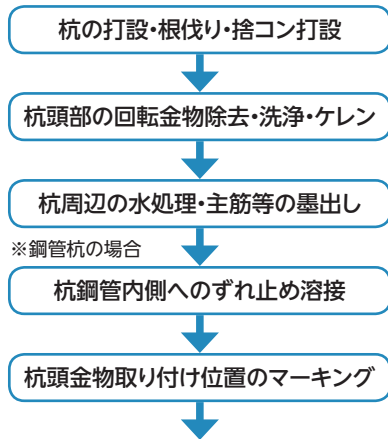 杭の打設・根伐り・捨コン打設
杭頭部の回転金物除去・洗浄・ケレン
杭周辺の水処理・主筋等の墨出し
※鋼管杭の場合
杭鋼管内側へのずれ止め溶接
杭頭金物取り付け位置のマーキング